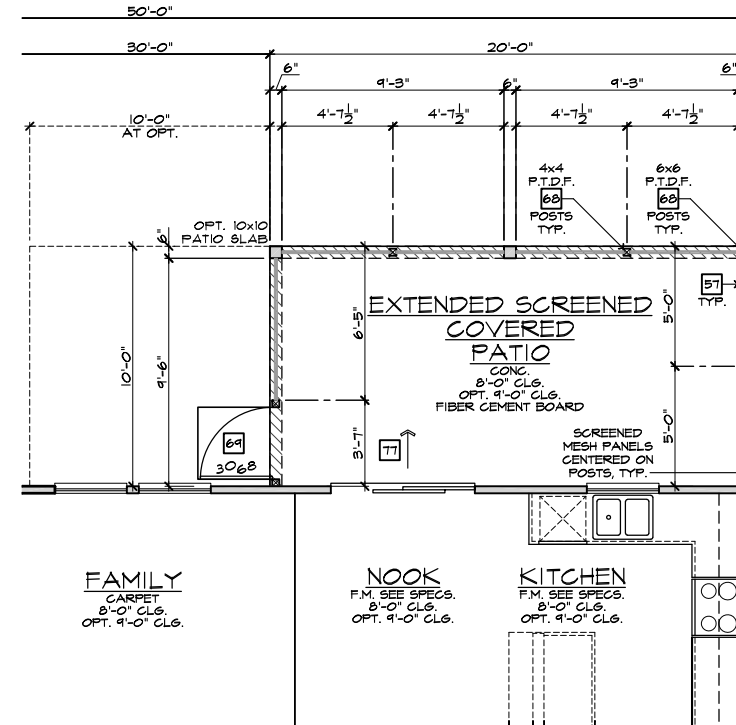 50'-0"
30'-0"
20'-0"
6"
9'-3"
6"
9'-3"
6"
10'-0"
AT OPT.
4'-7½"
4'-7½"
4'-7½"
4'-7½"
4x4
P.T.D.F.
68
POSTS
TYP.
6x6
P.T.D.F.
68
POSTS
TYP.
OPT. 10x10
PATIO SLAB
6"
57
TYP.
10'-0"
9'-6"
6'-5"
3'-7"
5'-0"
5'-0"
EXTENDED SCREENED
COVERED
PATIO
CONC.
8'-0" CLG.
OPT. 9'-0" CLG.
FIBER CEMENT BOARD
69
3068
77
SCREENED
MESH PANELS
CENTERED ON
POSTS, TYP.
FAMILY
CARPET
8'-0" CLG.
OPT. 9'-0" CLG.
NOOK
F.M. SEE SPECS.
8'-0" CLG.
OPT. 9'-0" CLG.
KITCHEN
F.M. SEE SPECS.
8'-0" CLG.
OPT. 9'-0" CLG.